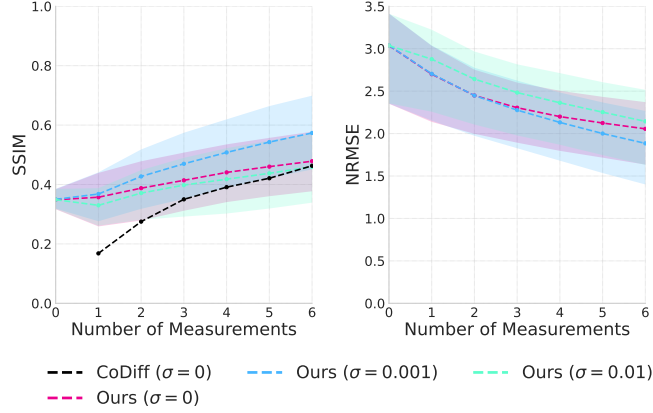 1.0
0.8
0.6
0.4
0.2
0.0
SSIM
0 1 2 3 4 5 6
Number of Measurements
3.5
3.0
2.5
2.0
1.5
1.0
0.5
0.0
NRMSE
0 1 2 3 4 5 6
Number of Measurements
CoDiff (σ = 0)
Ours (σ = 0)
Ours (σ = 0.001)
Ours (σ = 0.01)